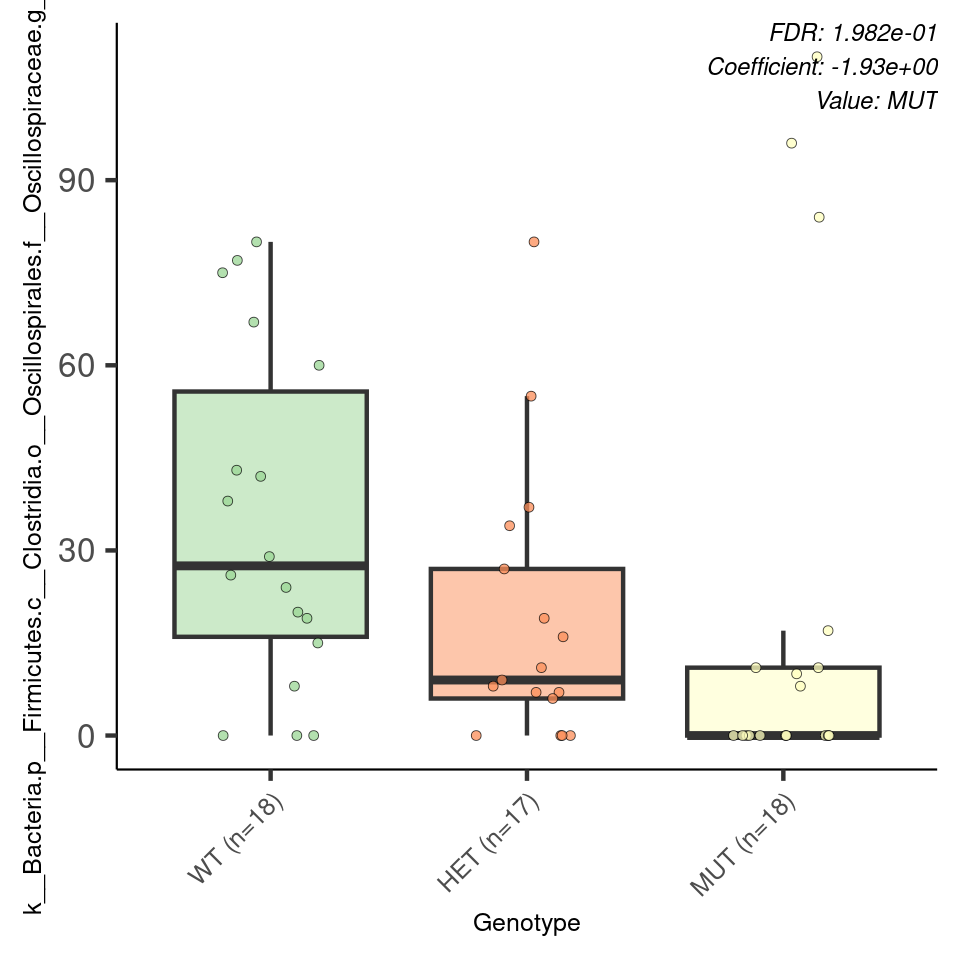 FDR: 1.982e-01
Coefficient: -1.93e+00
Value: MUT
k__Bacteria.p__Firmicutes.c__Clostridia.o__Oscillospirales.f__Oscillospiraceae.g_
90
60
30
0
WT (n=18)
HET (n=17)
MUT (n=18)
Genotype